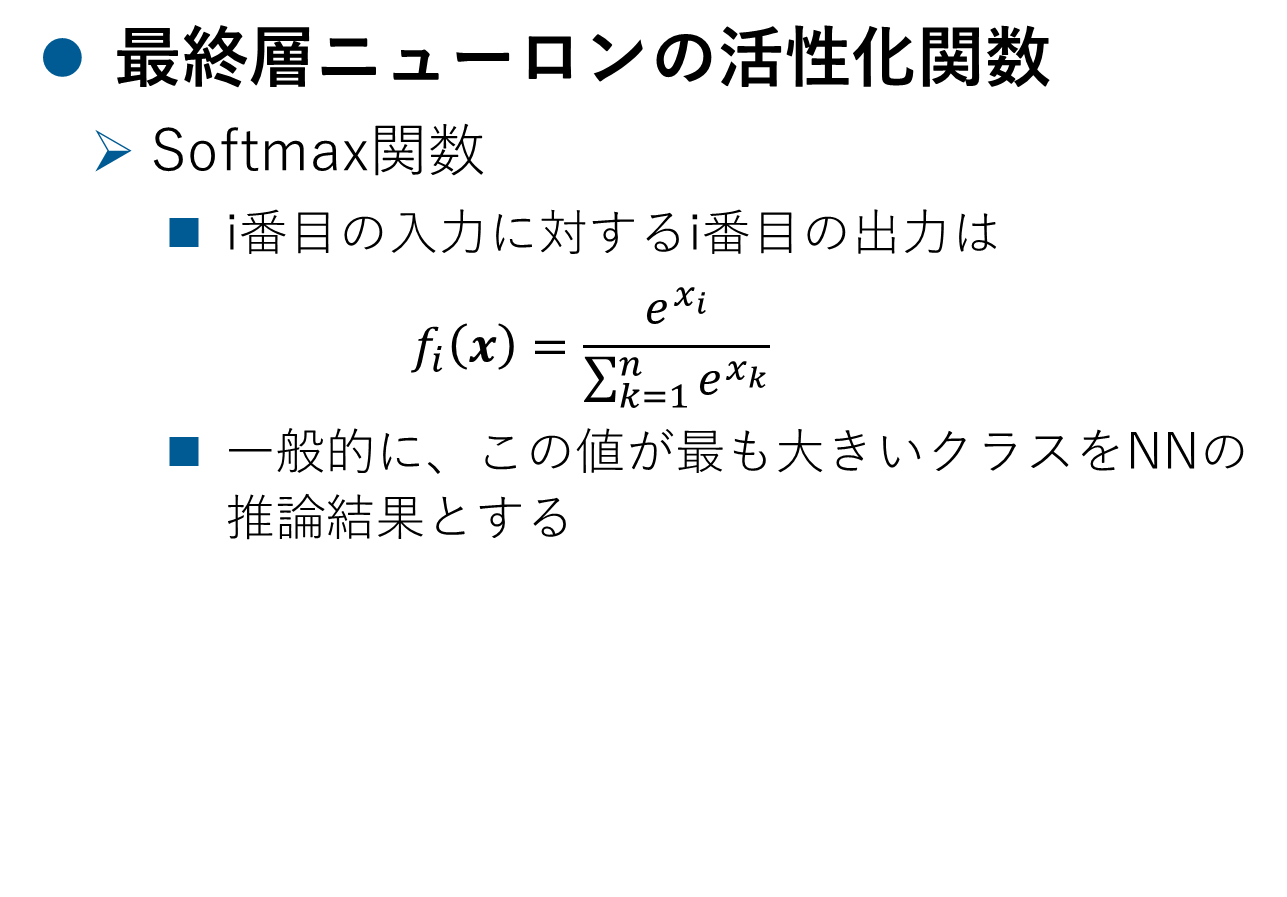 ● 最終層ニューロンの活性化関数
➢ Softmax関数
■ i番目の入力に対するi番目の出力は
f_i(x) = e^{x_i} / ∑_{k=1}^{n} e^{x_k}
■ 一般的に、この値が最も大きいクラスをNNの
推論結果とする